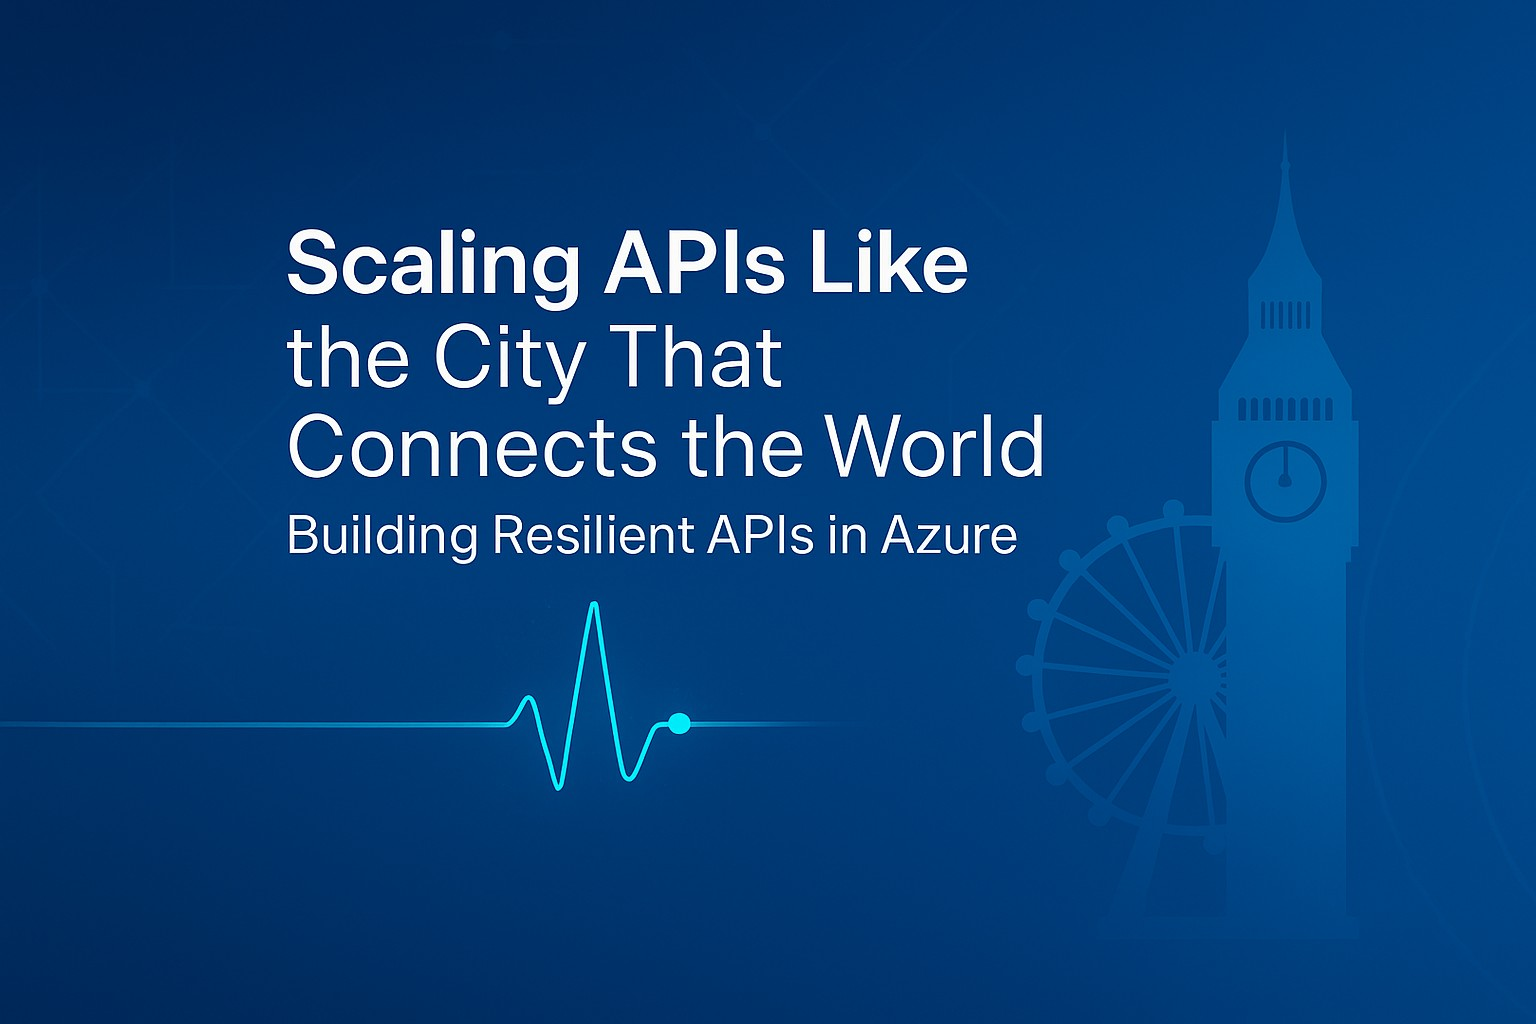 Scaling APIs Like
the City That
Connects the World
Building Resilient APIs in Azure